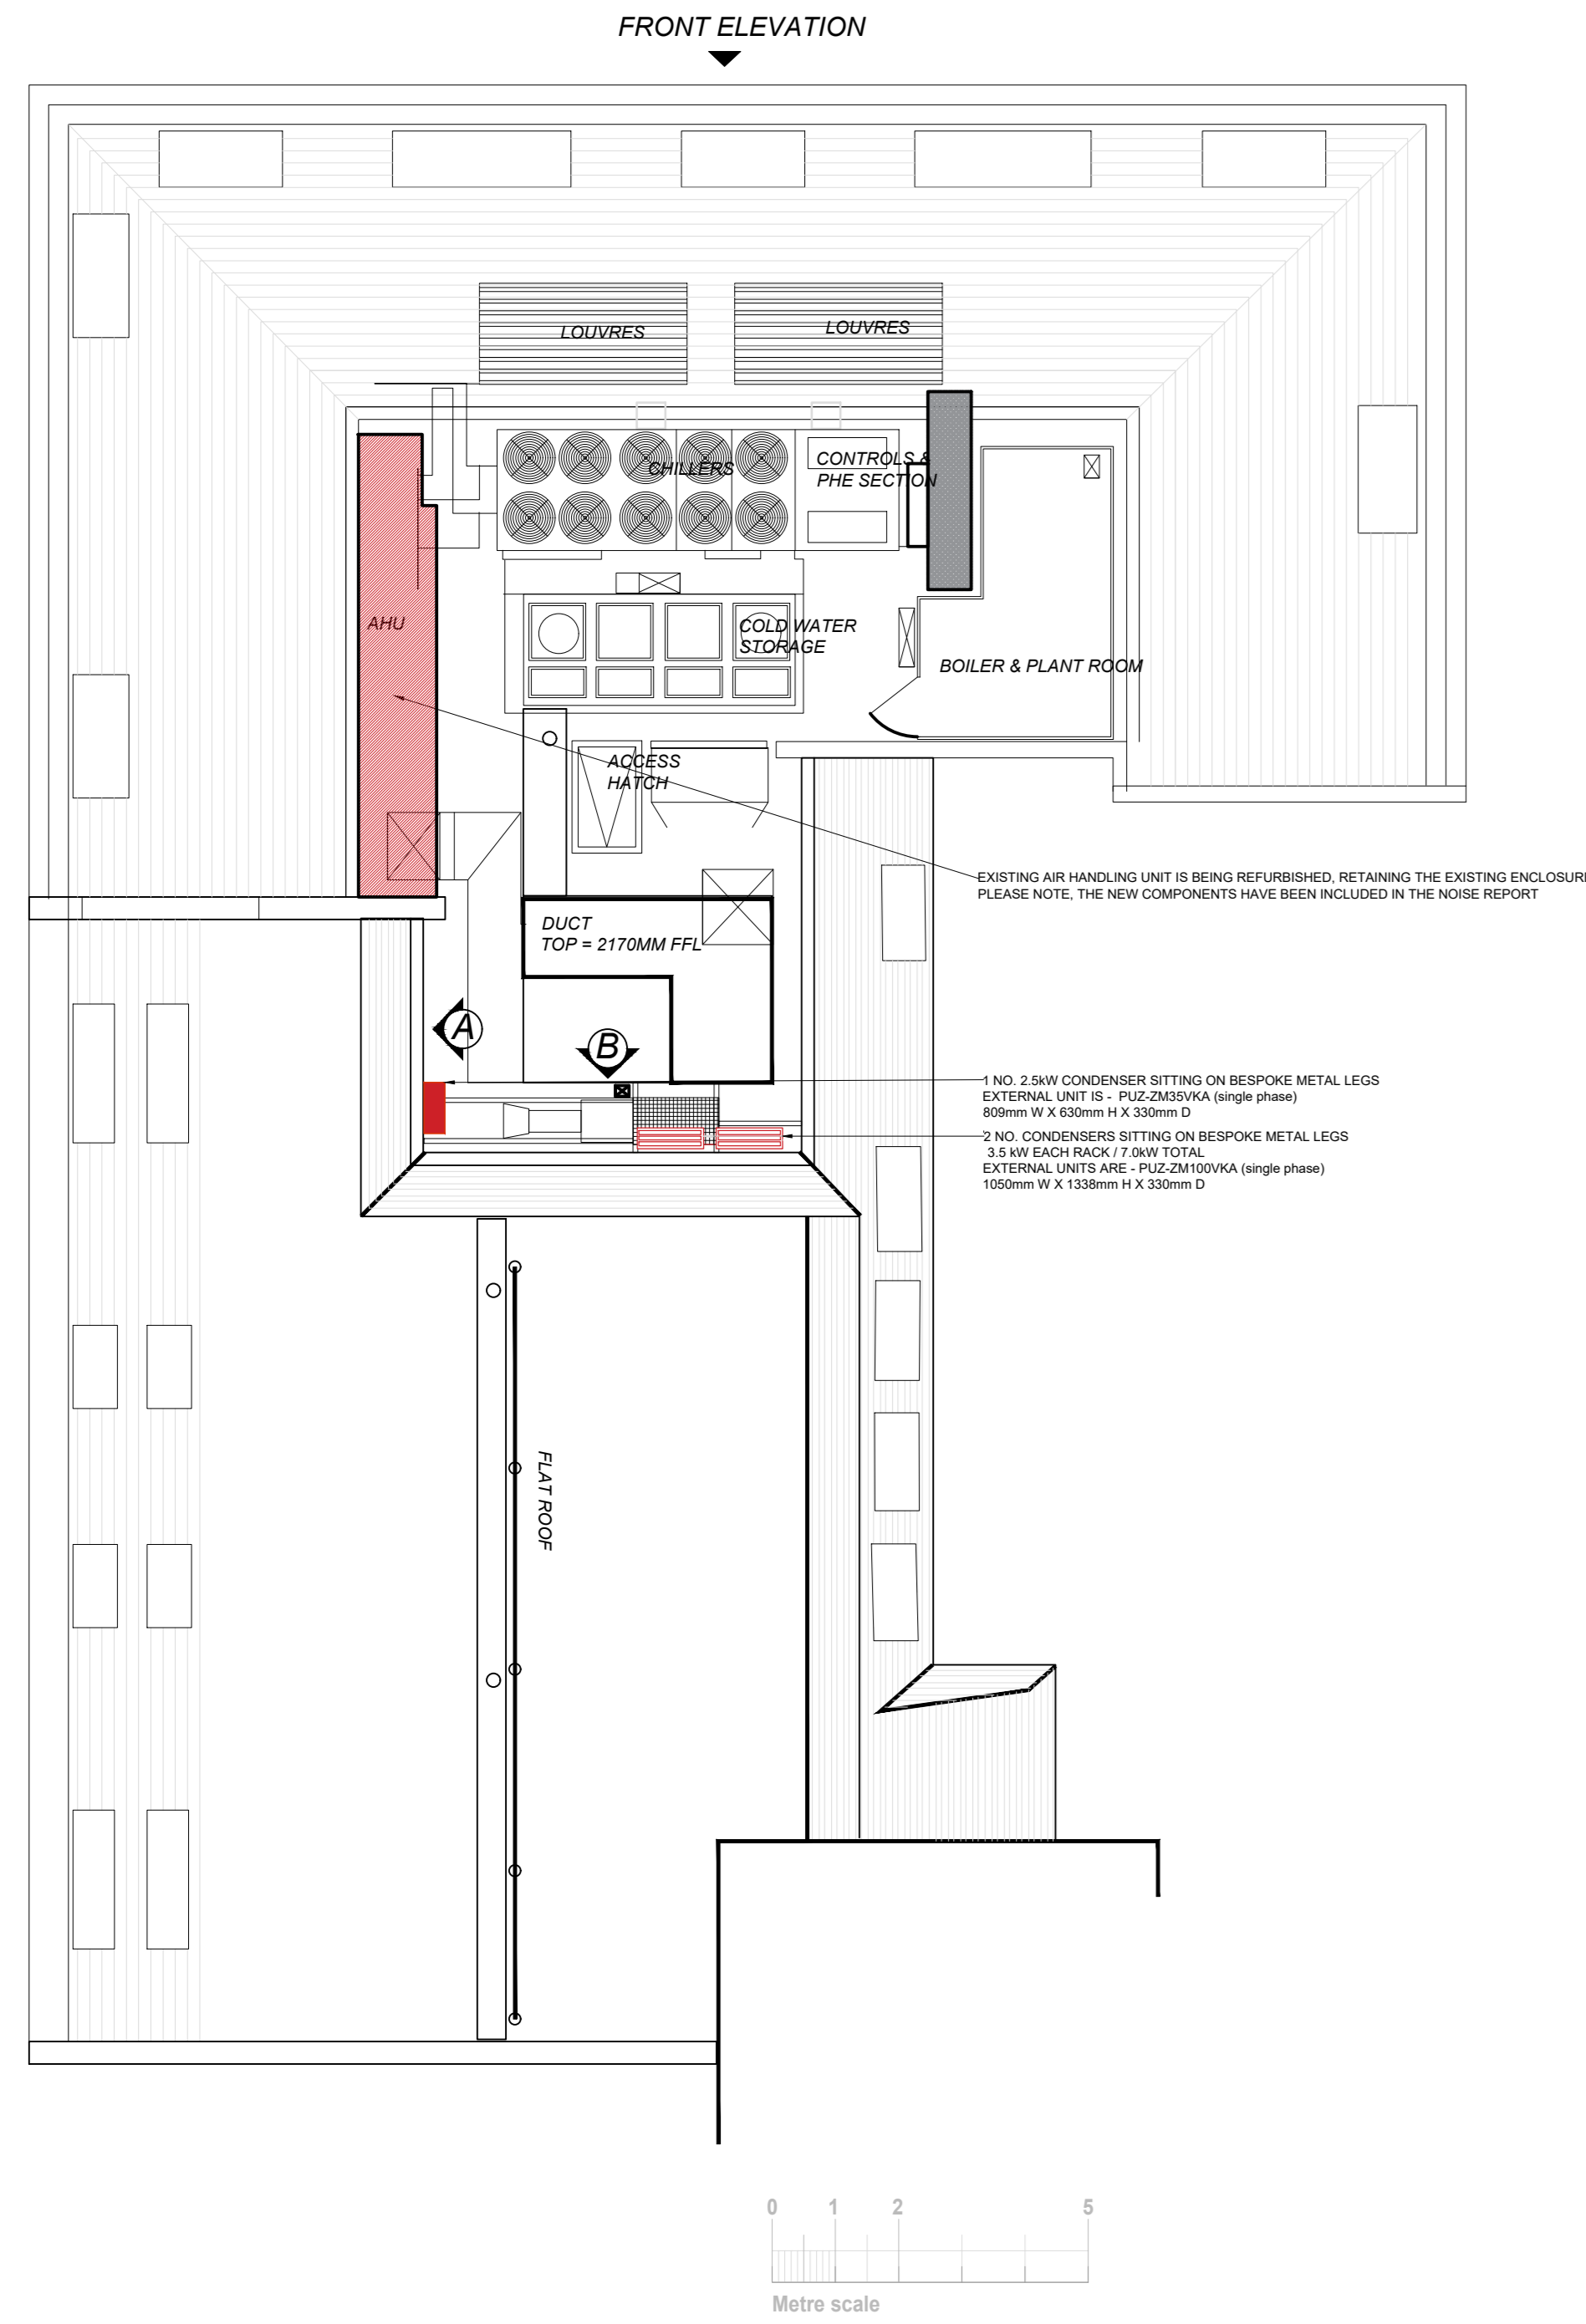 FRONT ELEVATION
LOUVRES
LOUVRES
CHILLERS
CONTROLS &
PHE SECTION
AHU
COLD WATER
STORAGE
BOILER & PLANT ROOM
ACCESS
HATCH
EXISTING AIR HANDLING UNIT IS BEING REFURBISHED, RETAINING THE EXISTING ENCLOSURE
PLEASE NOTE, THE NEW COMPONENTS HAVE BEEN INCLUDED IN THE NOISE REPORT
DUCT
TOP = 2170MM FFL
A
B
1 NO. 2.5kW CONDENSER SITTING ON BESPOKE METAL LEGS
EXTERNAL UNIT IS - PUZ-ZM35VKA (single phase)
809mm W X 630mm H X 330mm D
2 NO. CONDENSERS SITTING ON BESPOKE METAL LEGS
3.5 kW EACH RACK / 7.0kW TOTAL
EXTERNAL UNITS ARE - PUZ-ZM100VKA (single phase)
1050mm W X 1338mm H X 330mm D
FLAT ROOF
0 1 2 5
Metre scale